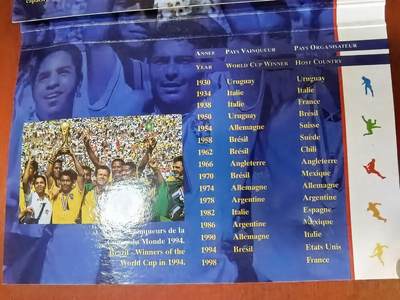 ANNÉE PAYS VAINQUEUR PAYS ORGANISATEUR
YEAR WORLD CUP WINNER HOST COUNTRY
1930 Uruguay Uruguay
1934 Italie Italie
1938 Italie France
1950 Uruguay Brésil
1954 Allemagne Suisse
1958 Brésil Suède
1962 Brésil Chili
1966 Angleterre Angleterre
1970 Brésil Mexique
1974 Allemagne Allemagne
1978 Argentine Argentine
1982 Italie Espagne
1986 Argentine Mexique
1990 Allemagne Italie
1994 Brésil Etats Unis
1998 France
de la
du Monde 1994.
Brazil - Winners of the
World Cup in 1994.